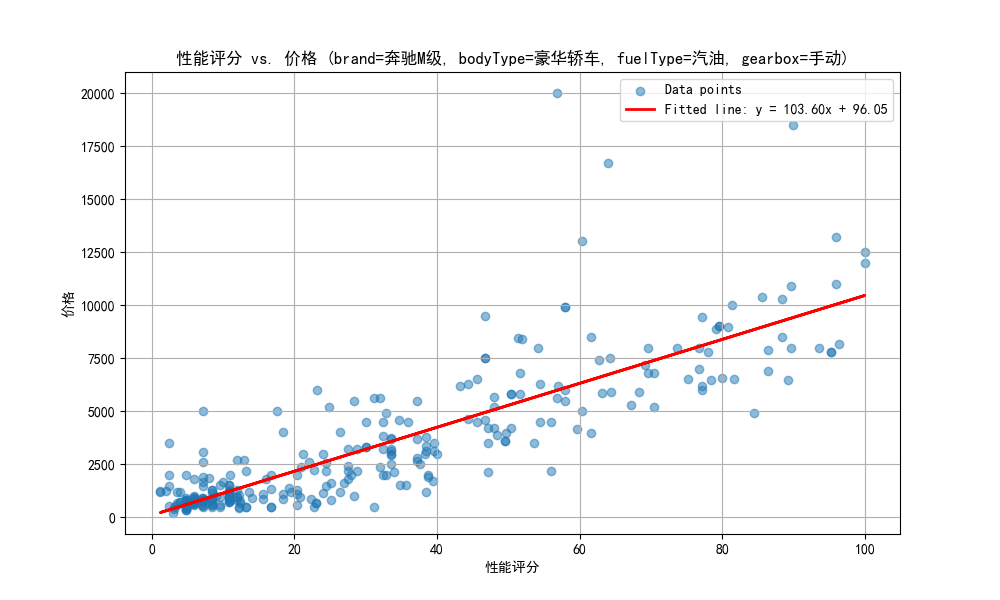 性能评分 vs. 价格 (brand=奔驰M级, bodyType=豪华轿车, fuelType=汽油, gearbox=手动)
Data points
Fitted line: y = 103.60x + 96.05
价格
20000
17500
15000
12500
10000
7500
5000
2500
0
0 20 40 60 80 100
性能评分